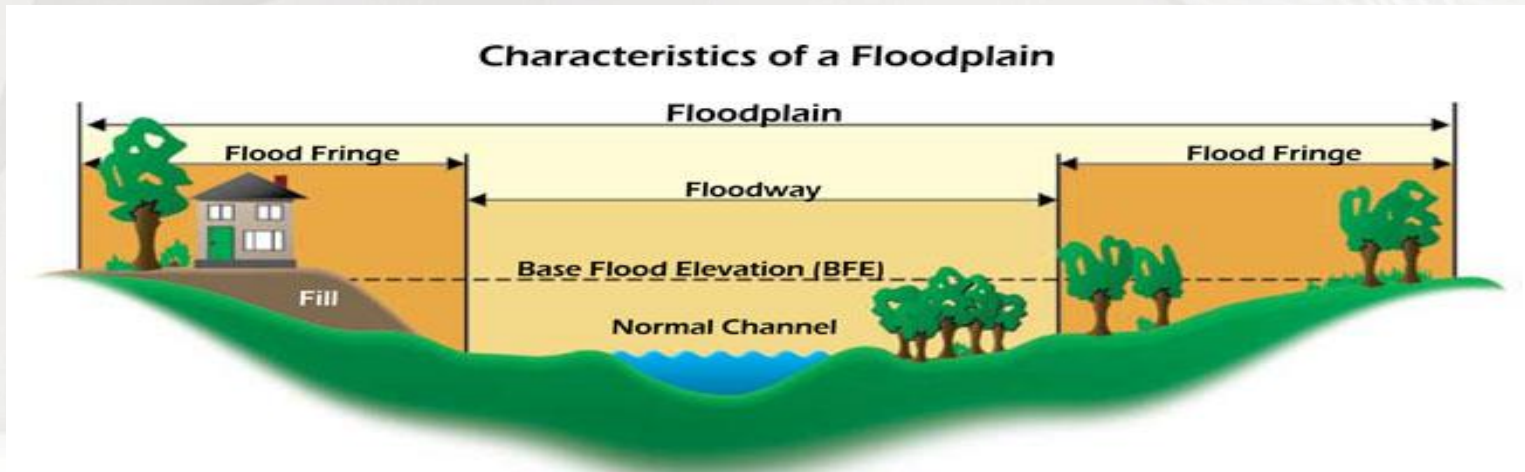 Characteristics of a Floodplain
Floodplain
Flood Fringe
Flood Fringe
Floodway
Base Flood Elevation (BFE)
Fill
Normal Channel